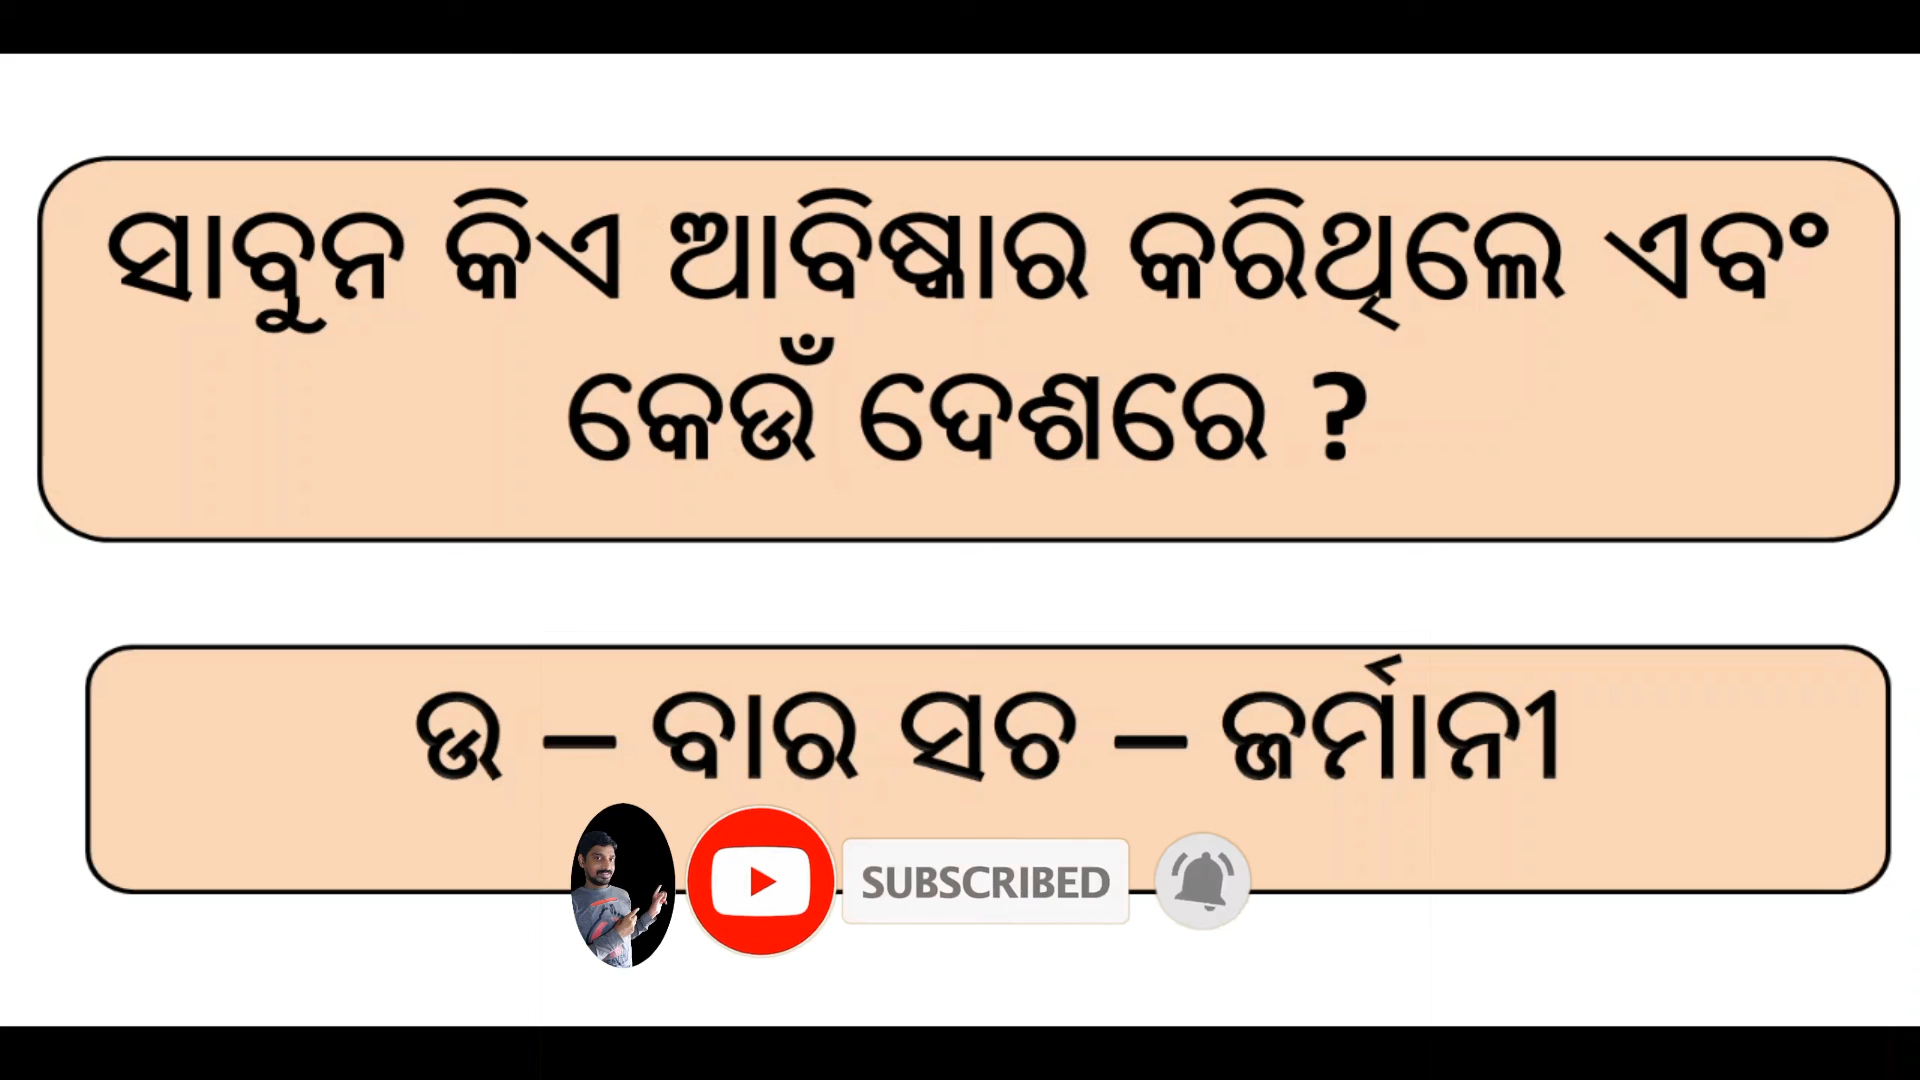 ସାବୁନ କିଏ ଆବିଷ୍କାର କରିଥିଲେ ଏବଂ
କେଉଁ ଦେଶରେ ?
ଉ – ବାର ସଚ – ଜର୍ମାନୀ
SUBSCRIBED